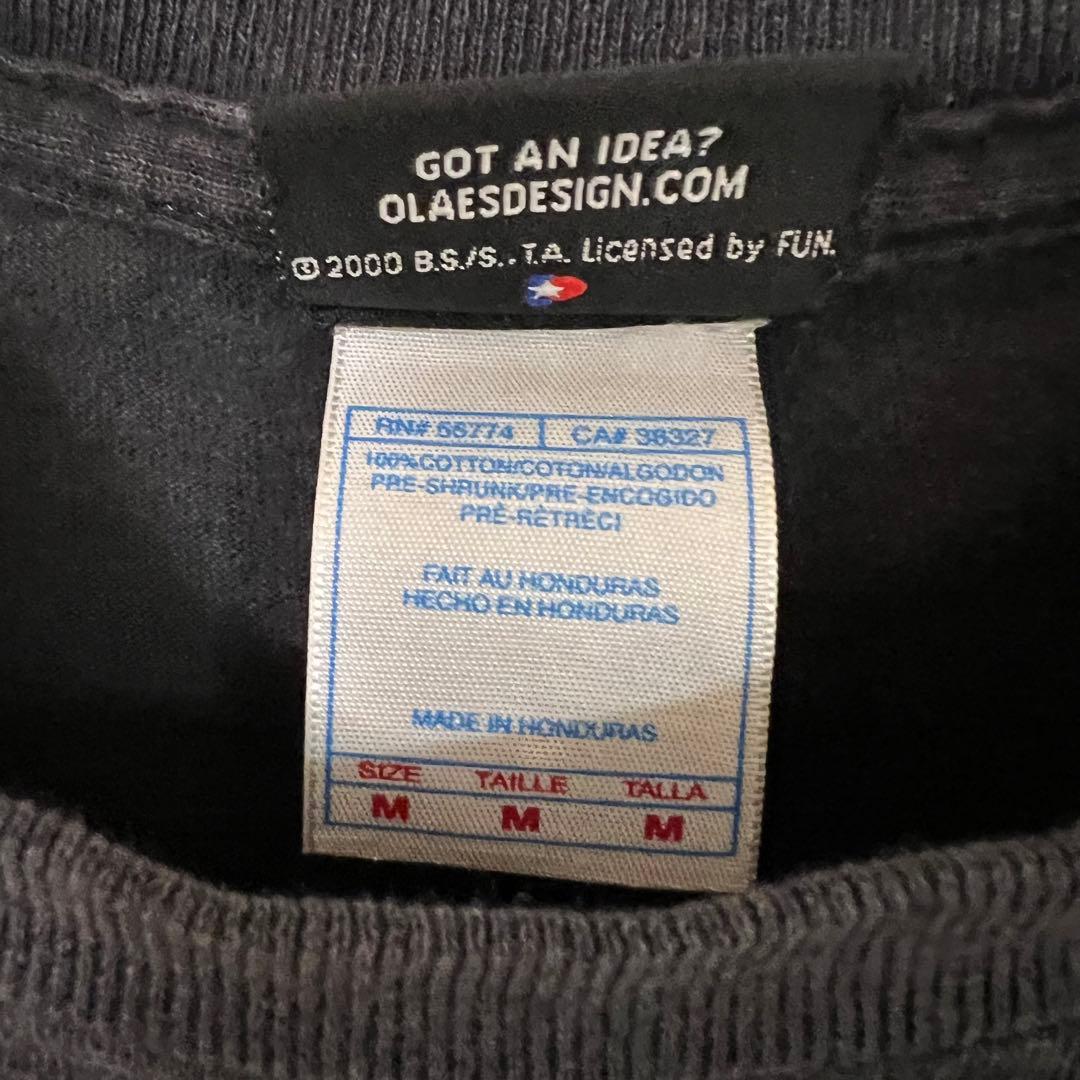 GOT AN IDEA?
OLAESDESIGN.COM
©2000 B.S./S..T.A. Licensed by FUN.
RN# 56774 CA# 38327
100% COTTON/COTON/ALGODON
PRE-SHRUNK/PRE-ENCOGIDO
PRÉ-RÉTRÉCI
FAIT AU HONDURAS
HECHO EN HONDURAS
MADE IN HONDURAS
SIZE TAILLE TALLA
M M M